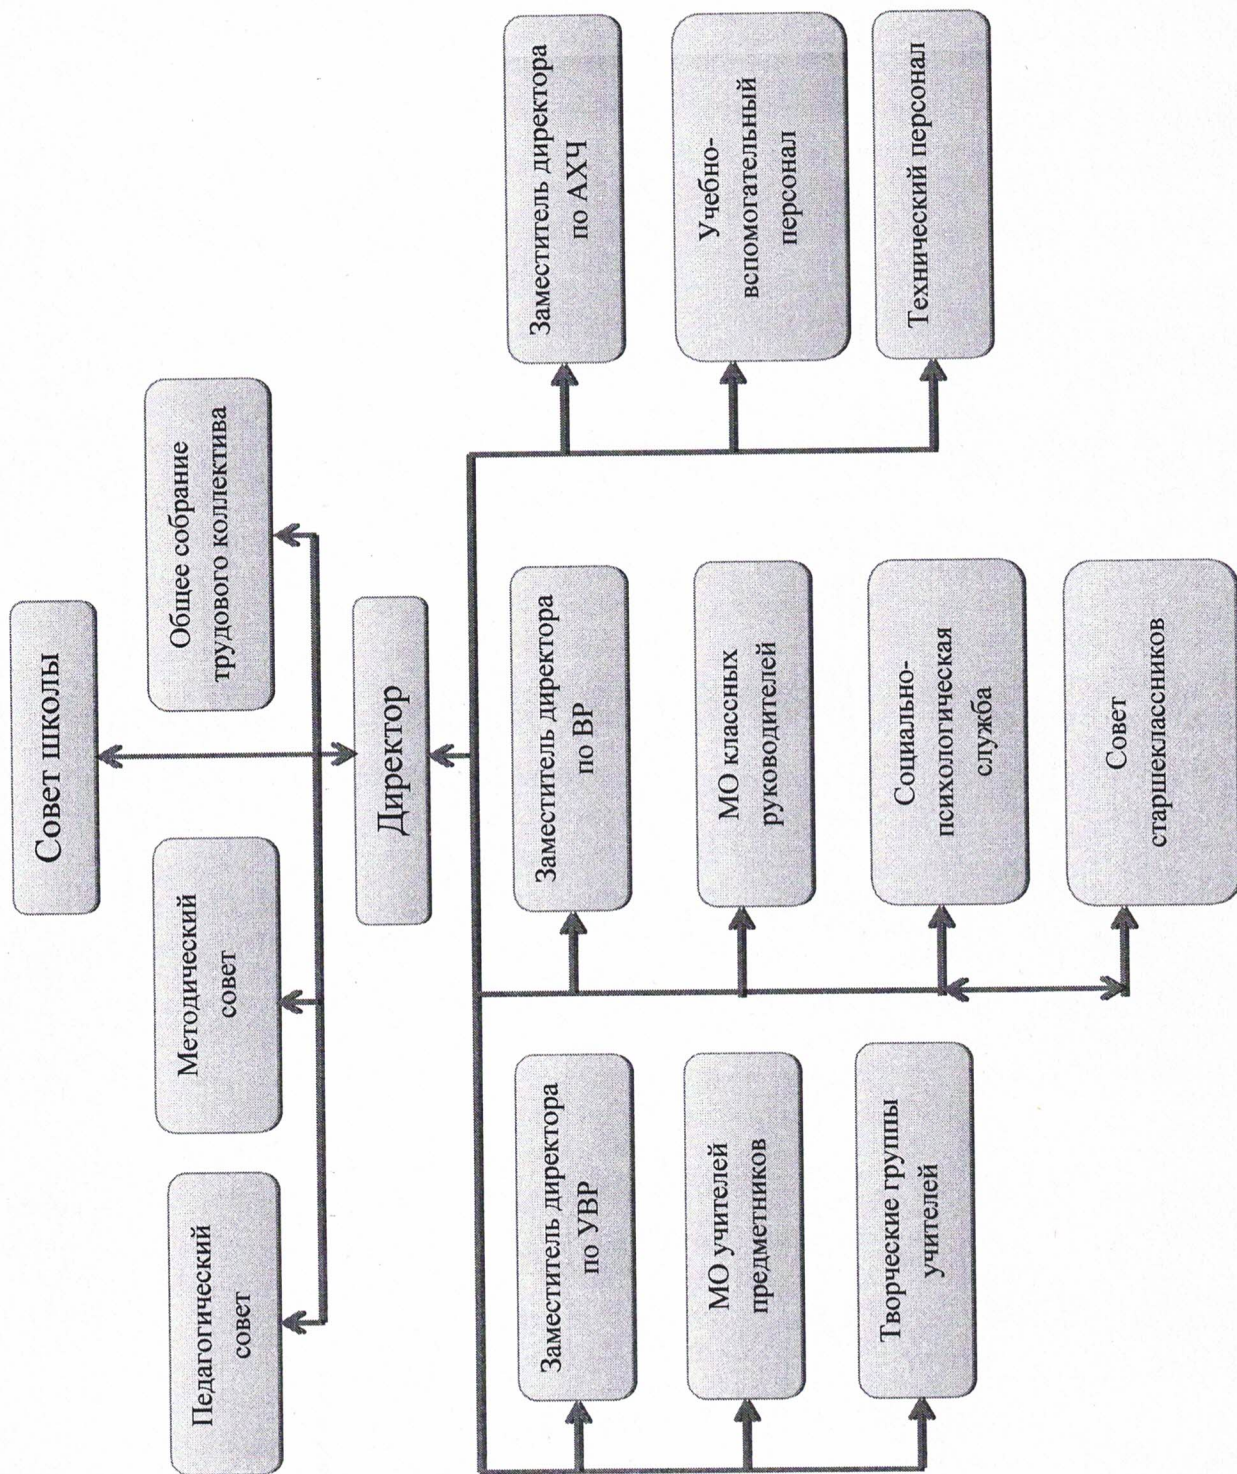 Совет школы
Педагогический
совет
Методический
совет
Общее собрание
трудового коллектива
Директор
Заместитель директора
по УВР
МО учителей
предметников
Творческие группы
учителей
Заместитель директора
по ВР
МО классных
руководителей
Социально-
психологическая
служба
Совет
старшеклассников
Заместитель директора
по АХЧ
Учебно-
вспомогательный
персонал
Технический персонал